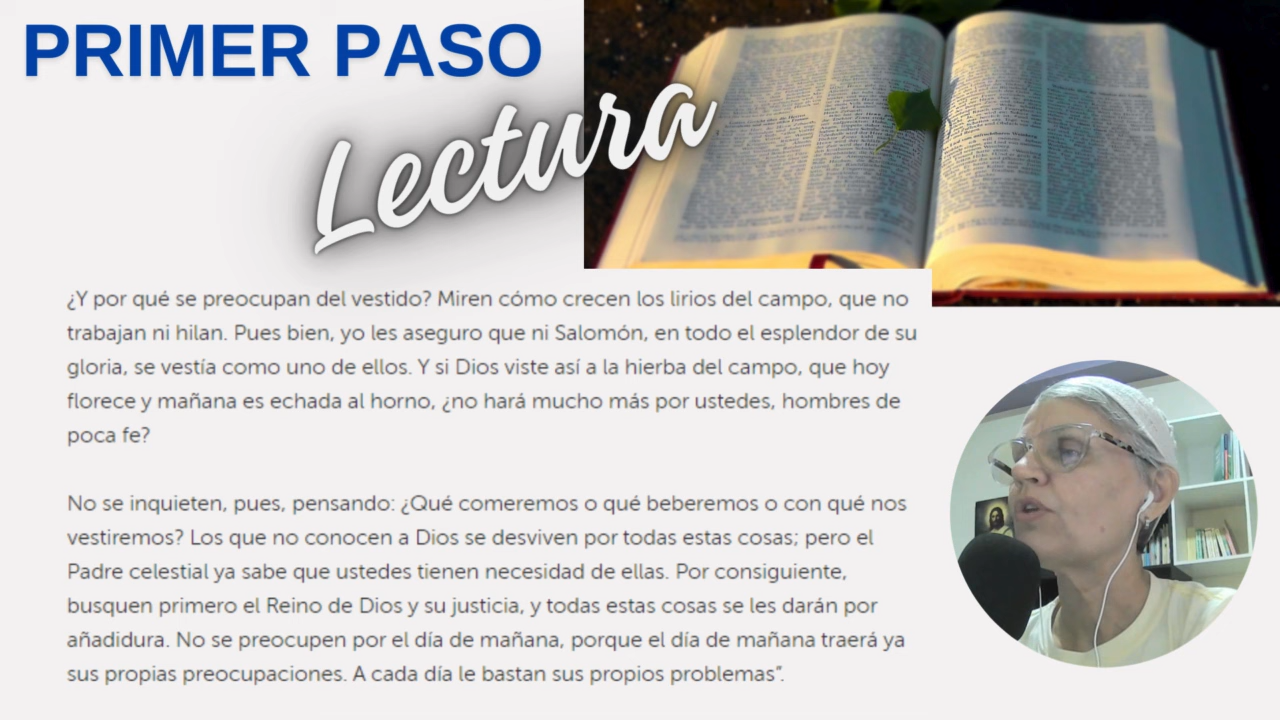 PRIMER PASO
Lectura
¿Y por qué se preocupan del vestido? Miren cómo crecen los lirios del campo, que no
trabajan ni hilan. Pues bien, yo les aseguro que ni Salomón, en todo el esplendor de su
gloria, se vestía como uno de ellos. Y si Dios viste así a la hierba del campo, que hoy
florece y mañana es echada al horno, ¿no hará mucho más por ustedes, hombres de
poca fe?
No se inquieten, pues, pensando: ¿Qué comeremos o qué beberemos o con qué nos
vestiremos? Los que no conocen a Dios se desviven por todas estas cosas; pero el
Padre celestial ya sabe que ustedes tienen necesidad de ellas. Por consiguiente,
busquen primero el Reino de Dios y su justicia, y todas estas cosas se les darán por
añadidura. No se preocupen por el día de mañana, porque el día de mañana traerá ya
sus propias preocupaciones. A cada día le bastan sus propios problemas”.